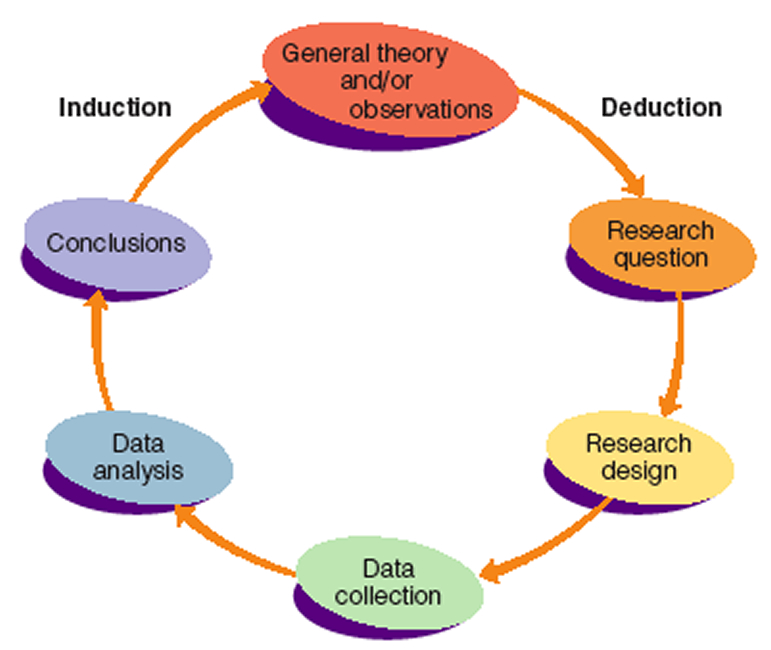 General theory
and/or
observations
Induction
Deduction
Research
question
Conclusions
Research
design
Data
analysis
Data
collection